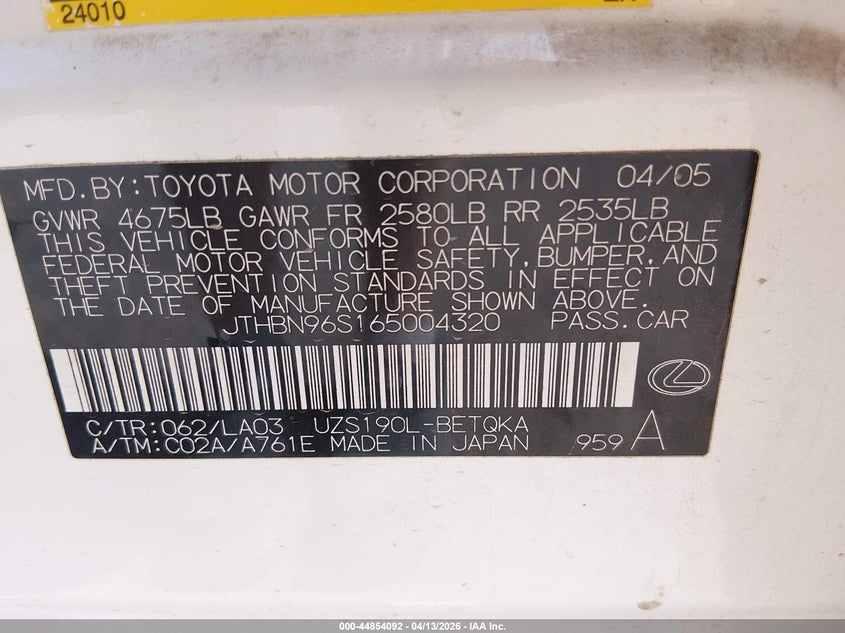 24010
MFD.BY:TOYOTA MOTOR CORPORATION 04/05
GVWR 4675LB GAWR FR 2580LB RR 2535LB
THIS VEHICLE CONFORMS TO ALL APPLICABLE
FEDERAL MOTOR VEHICLE SAFETY,BUMPER,AND
THEFT PREVENTION STANDARDS IN EFFECT ON
THE DATE OF MANUFACTURE SHOWN ABOVE.
JTHBN96S165004320 PASS.CAR
C/TR:062/LA03 UZS190L-BETQKA
A/TM:C02A/A761E MADE IN JAPAN 959 A
000-44854092 - 04/13/2026 - IAA Inc.